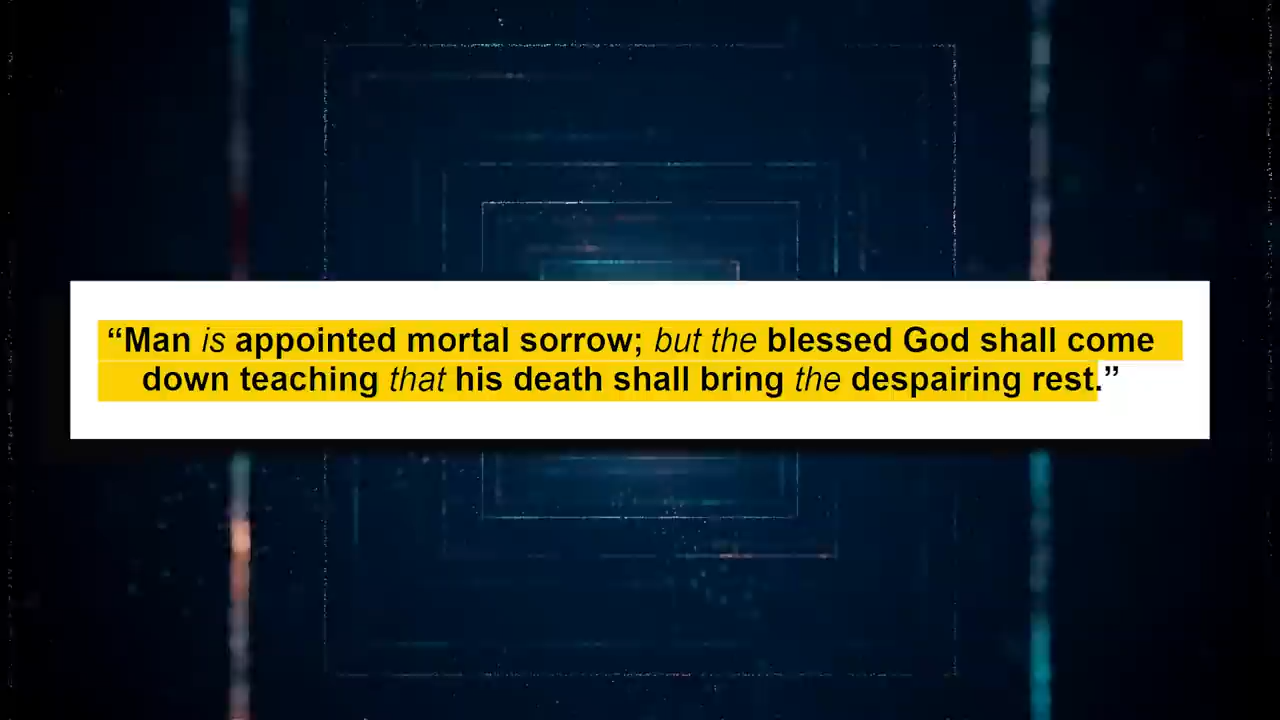 “Man is appointed mortal sorrow; but the blessed God shall come
down teaching that his death shall bring the despairing rest.”